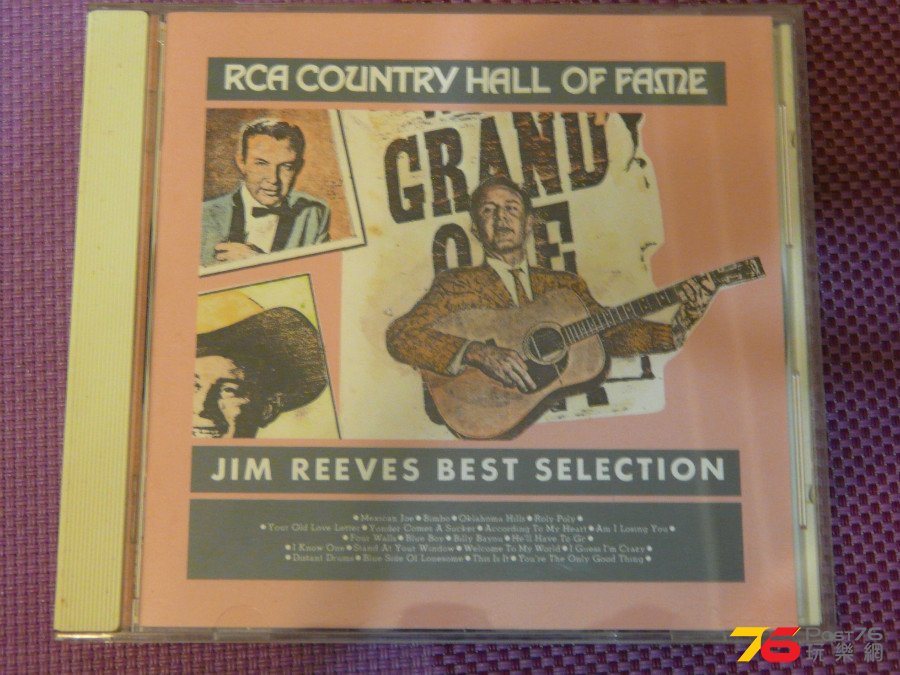 RCA COUNTRY HALL OF FAME
GRAND
JIM REEVES BEST SELECTION
●Mexican Joe●Bimbo●Oklahoma Hills●Roly Poly●
●Your Old Love Letter●Yonder Comes A Sucker●According To My Heart●Am I Losing You●
●Four Walls●Blue Boy●Billy Bayou●He'll Have To Go●
●I Know One●Stand At Your Window●Welcome To My World●I Guess I'm Crazy●
●Distant Drums●Blue Side Of Lonesome●This Is It●You're The Only Good Thing●
76 Post76
玩樂網